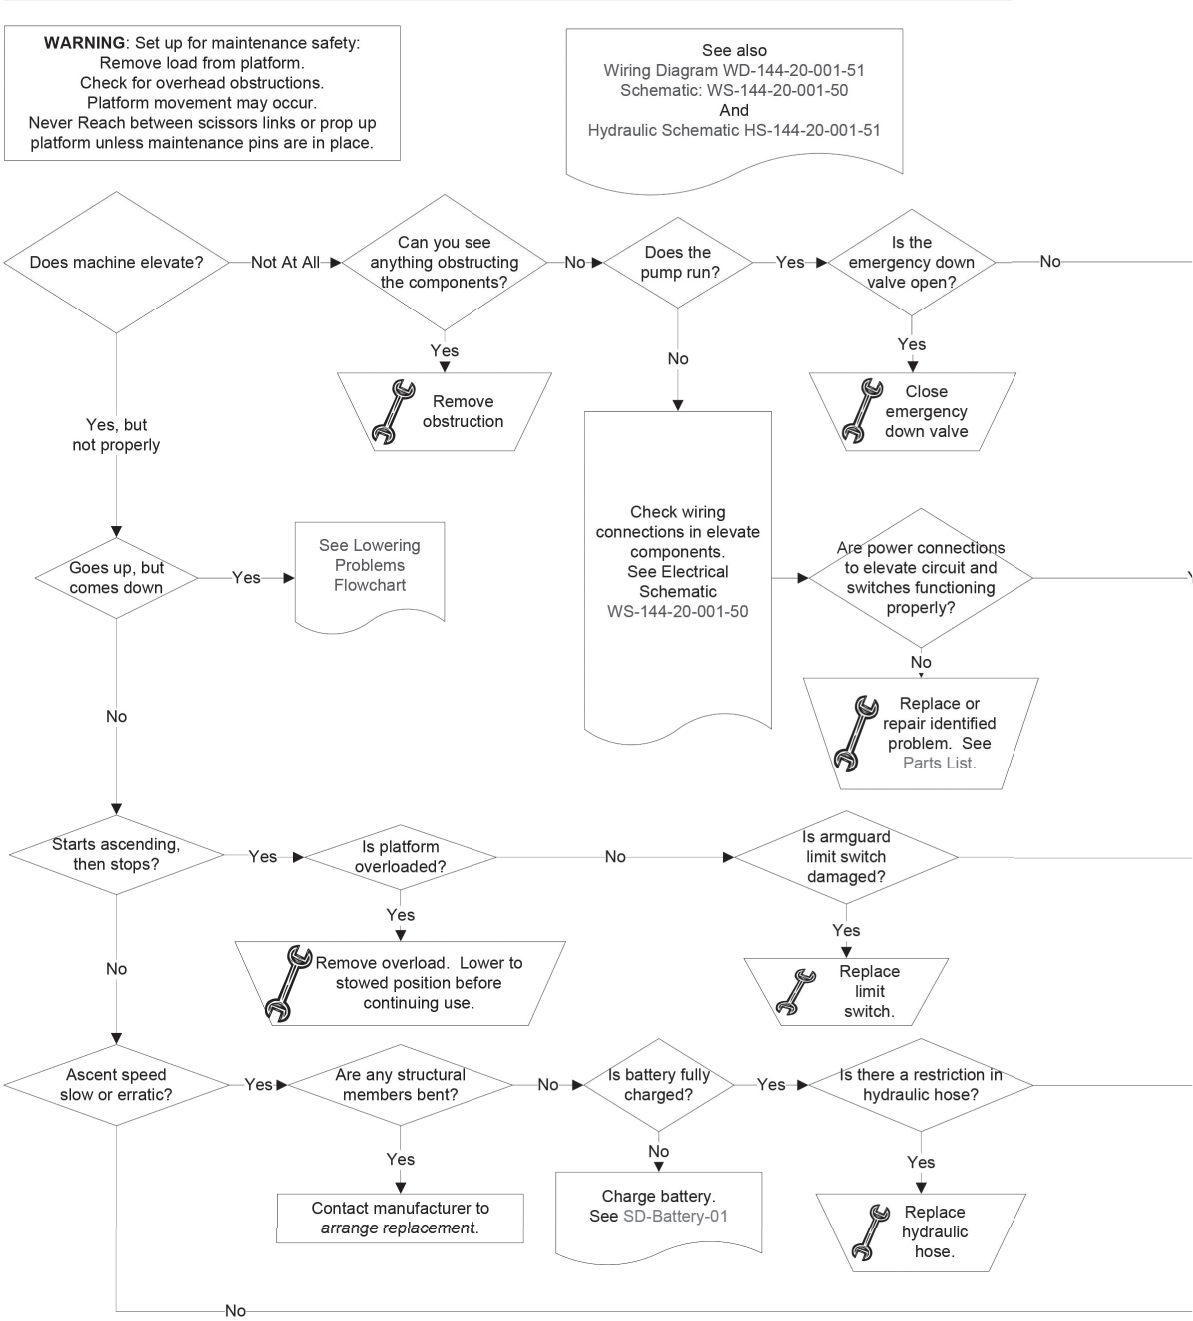 WARNING: Set up for maintenance safety:
Remove load from platform.
Check for overhead obstructions.
Platform movement may occur.
Never Reach between scissors links or prop up
platform unless maintenance pins are in place.
See also
Wiring Diagram WD-144-20-001-51
Schematic: WS-144-20-001-50
And
Hydraulic Schematic HS-144-20-001-51
Does machine elevate?
Not At All
Can you see
anything obstructing
the components?
No
Does the
pump run?
Yes
Is the
emergency down
valve open?
No
Yes
Remove
obstruction
No
Yes
Close
emergency
down valve
Yes, but
not properly
Goes up, but
comes down
Yes
See Lowering
Problems
Flowchart
Check wiring
connections in elevate
components.
See Electrical
Schematic
WS-144-20-001-50
Are power connections
to elevate circuit and
switches functioning
properly?
No
Replace or
repair identified
problem. See
Parts List.
No
Starts ascending,
then stops?
Yes
Is platform
overloaded?
No
Is armguard
limit switch
damaged?
Yes
Remove overload. Lower to
stowed position before
continuing use.
Yes
Replace
limit
switch.
No
Ascent speed
slow or erratic?
Yes
Are any structural
members bent?
No
Is battery fully
charged?
Yes
Is there a restriction in
hydraulic hose?
Yes
Contact manufacturer to
arrange replacement.
No
Charge battery.
See SD-Battery-01
Yes
Replace
hydraulic
hose.
No